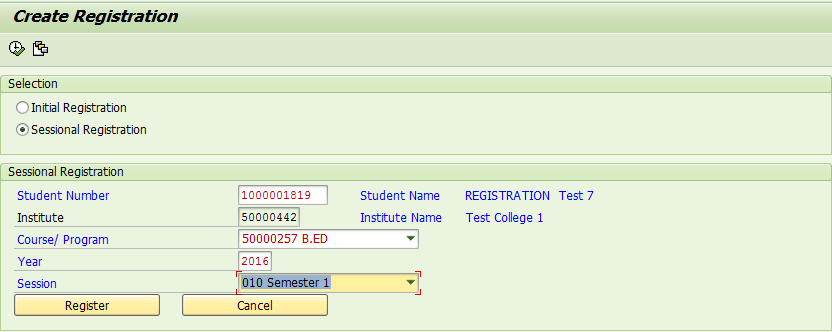 Create Registration
Selection
Initial Registration
Sessional Registration
Sessional Registration
Student Number 1000001819 Student Name REGISTRATION Test 7
Institute 50000442 Institute Name Test College 1
Course/ Program 50000257 B.ED
Year 2016
Session 010 Semester 1
Register Cancel